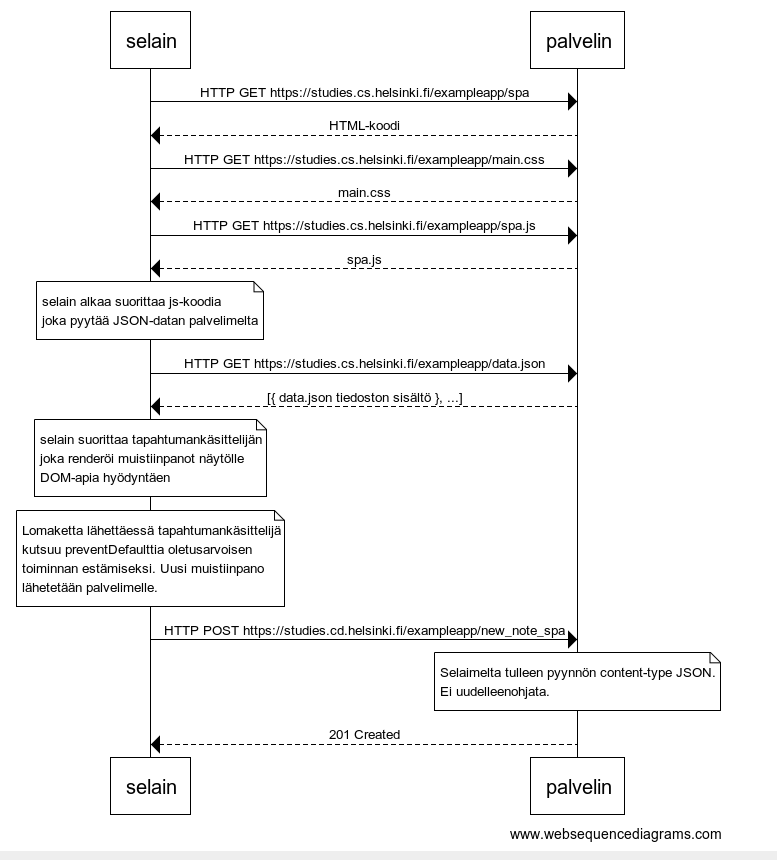 selain
palvelin
HTTP GET https://studies.cs.helsinki.fi/exampleapp/spa
HTML-koodi
HTTP GET https://studies.cs.helsinki.fi/exampleapp/main.css
main.css
HTTP GET https://studies.cs.helsinki.fi/exampleapp/spa.js
spa.js
selain alkaa suorittaa js-koodia
joka pyytää JSON-datan palvelimelta
HTTP GET https://studies.cs.helsinki.fi/exampleapp/data.json
[{ data.json tiedoston sisältö }, ...]
selain suorittaa tapahtumankäsittelijän
joka renderöi muistiinpanot näytölle
DOM-apia hyödyntäen
Lomaketta lähettäessä tapahtumankäsittelijä
kutsuu preventDefaulttia oletusarvoisen
toiminnan estämiseksi. Uusi muistiinpano
lähetetään palvelimelle.
HTTP POST https://studies.cd.helsinki.fi/exampleapp/new_note_spa
Selaimelta tulleen pyynnön content-type JSON.
Ei uudelleenohjata.
201 Created
selain
palvelin
www.websequencediagrams.com